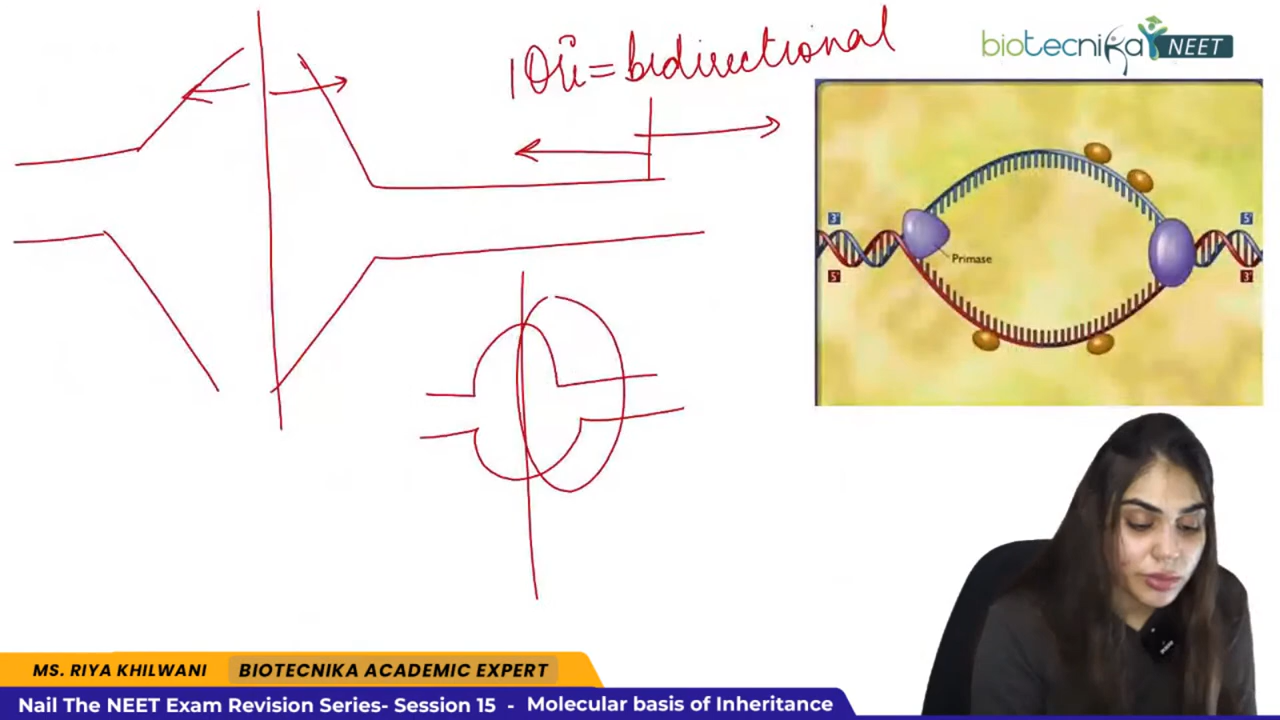 1 Ori = bidirectional
biotecnika NEET
3'
5'
Primase
5'
3'
MS. RIYA KHILWANI BIOTECNIKA ACADEMIC EXPERT
Nail The NEET Exam Revision Series- Session 15 - Molecular basis of Inheritance